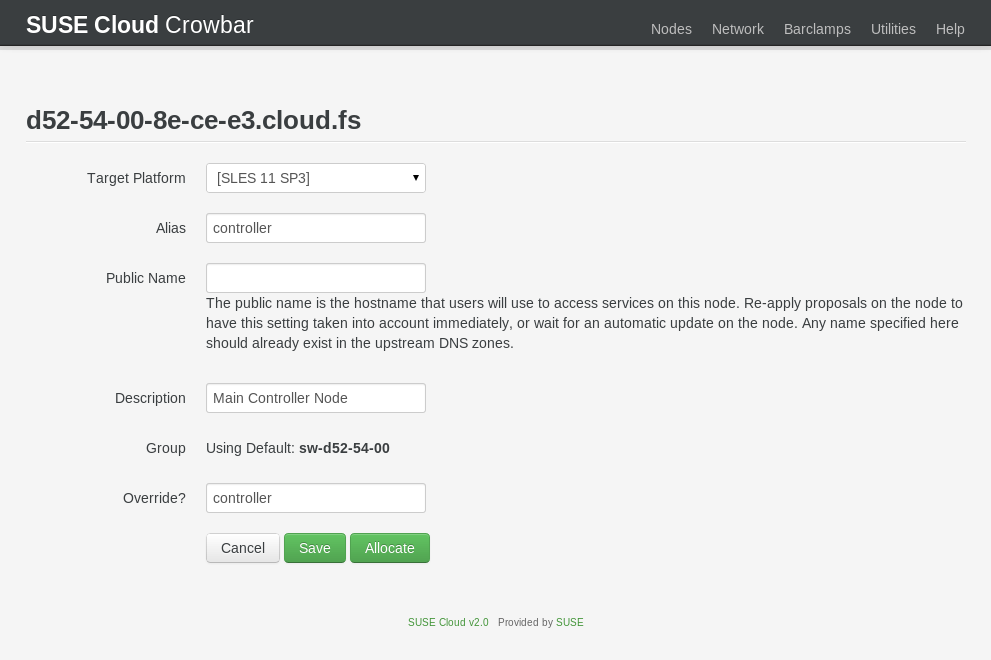 SUSE Cloud Crowbar
Nodes Network Barclamps Utilities Help
d52-54-00-8e-ce-e3.cloud.fs
Target Platform [SLES 11 SP3]
Alias controller
Public Name
The public name is the hostname that users will use to access services on this node. Re-apply proposals on the node to
have this setting taken into account immediately, or wait for an automatic update on the node. Any name specified here
should already exist in the upstream DNS zones.
Description Main Controller Node
Group Using Default: sw-d52-54-00
Override? controller
Cancel Save Allocate
SUSE Cloud v2.0 Provided by SUSE